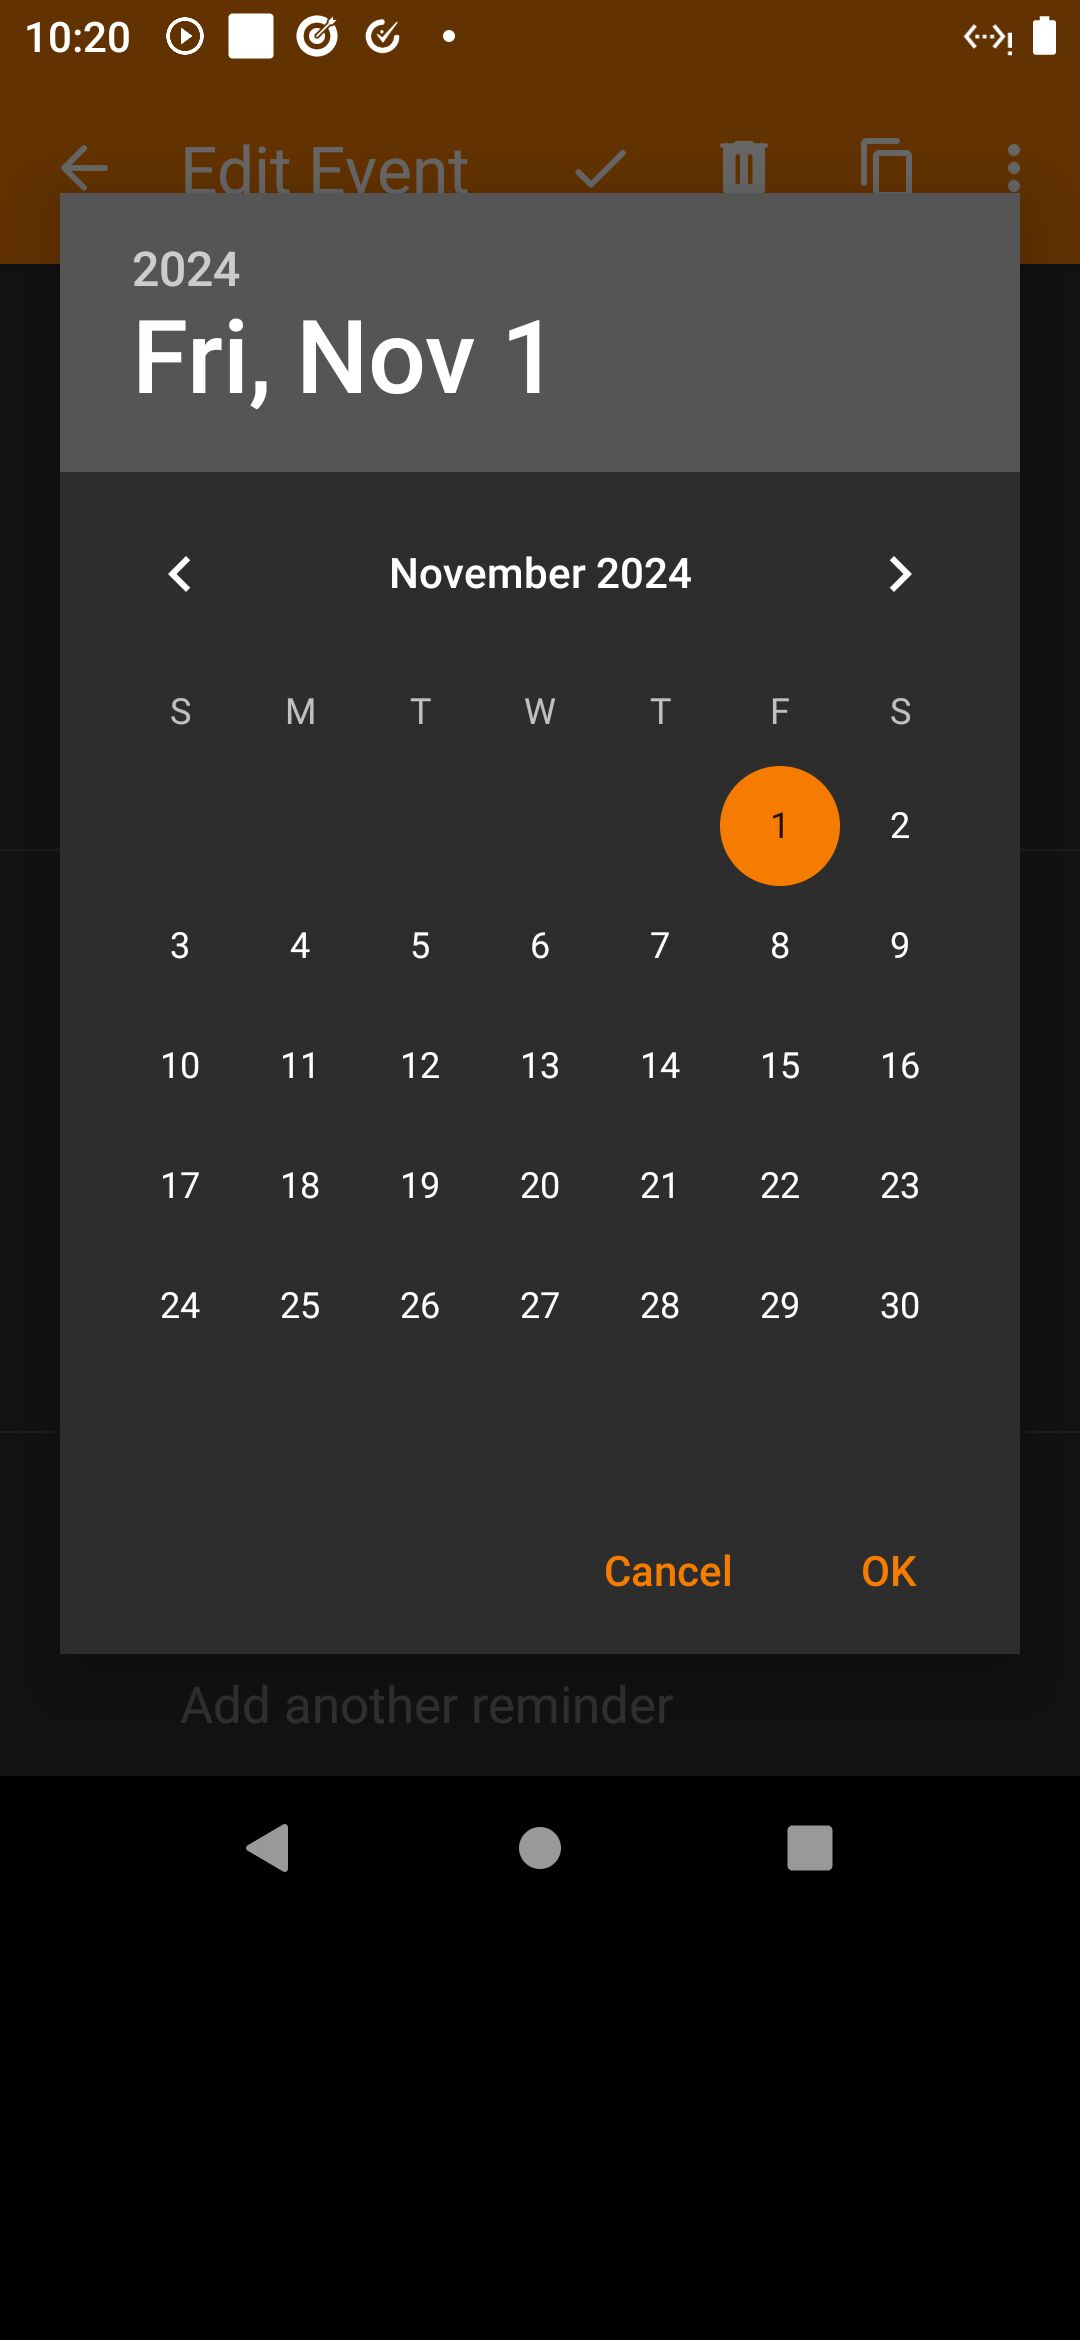 10:20
Edit Event
2024
Fri, Nov 1
November 2024
S M T W T F S
1 2
3 4 5 6 7 8 9
10 11 12 13 14 15 16
17 18 19 20 21 22 23
24 25 26 27 28 29 30
Cancel OK
Add another reminder